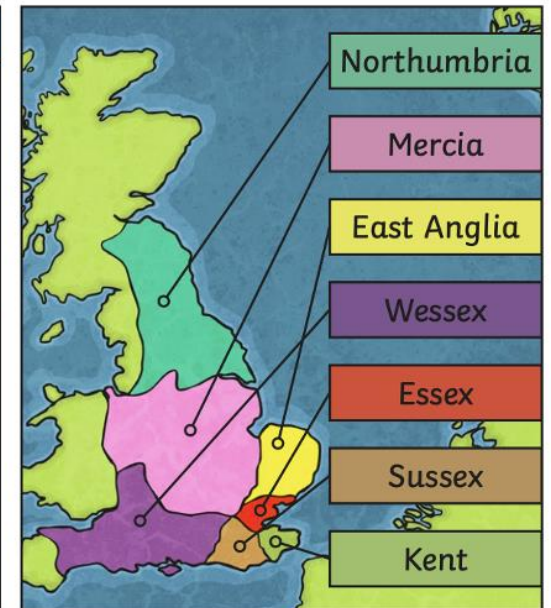 Northumbria
Mercia
East Anglia
Wessex
Essex
Sussex
Kent